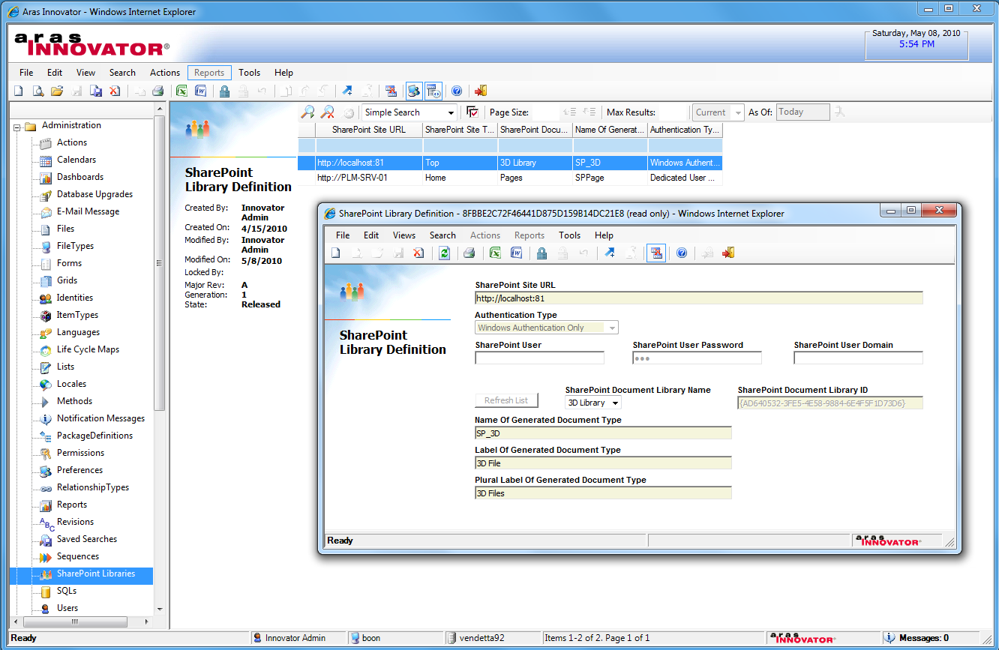 Aras Innovator - Windows Internet Explorer
aras INNOVATOR®
Saturday, May 08, 2010
5:54 PM
File Edit View Search Actions Reports Tools Help
Simple Search Page Size: Max Results: Current As Of: Today
SharePoint Site URL SharePoint Site T... SharePoint Docu... Name Of Generat... Authentication Ty...
http://localhost:81 Top 3D Library SP_3D Windows Authent...
http://PLM-SRV-01 Home Pages SPPage Dedicated User ...
Administration
Actions
Calendars
Dashboards
Database Upgrades
E-Mail Message
Files
FileTypes
Forms
Grids
Identities
ItemTypes
Languages
Life Cycle Maps
Lists
Locales
Methods
Notification Messages
PackageDefinitions
Permissions
Preferences
RelationshipTypes
Reports
Revisions
Saved Searches
Sequences
SharePoint Libraries
SQLs
Users
SharePoint
Library Definition
Created By: Innovator
Admin
Created On: 4/15/2010
Modified By: Innovator
Admin
Modified On: 5/8/2010
Locked By:
Major Rev: A
Generation: 1
State: Released
SharePoint Library Definition - 8FBBE2C72F46441D875D159B14DC21E8 (read only) - Windows Internet Explorer
File Edit Views Search Actions Reports Tools Help
SharePoint
Library Definition
SharePoint Site URL
http://localhost:81
Authentication Type
Windows Authentication Only
SharePoint User SharePoint User Password SharePoint User Domain
SharePoint Document Library Name SharePoint Document Library ID
Refresh List 3D Library {AD640532-3FE5-4E58-9884-6E4F5F1D73D6}
Name Of Generated Document Type
SP_3D
Label Of Generated Document Type
3D File
Plural Label Of Generated Document Type
3D Files
Ready aras INNOVATOR®
Ready Innovator Admin boon vendetta92 Items 1-2 of 2. Page 1 of 1 aras INNOVATOR® Messages: 0